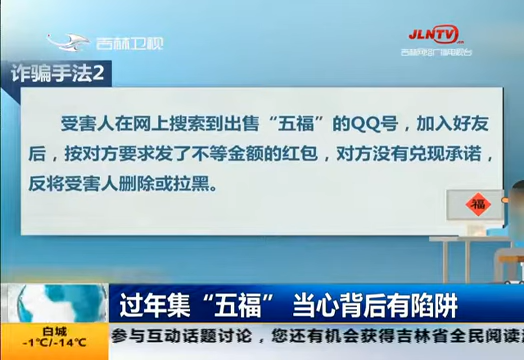 吉林卫视
JLNTV
吉林网络广播电视台
诈骗手法2
受害人在网上搜索到出售“五福”的QQ号，加入好友
后，按对方要求发了不等金额的红包，对方没有兑现承诺，
反将受害人删除或拉黑。
福
过年集“五福” 当心背后有陷阱
白城
-1℃/-14℃
参与互动话题讨论，您还有机会获得吉林省全民阅读